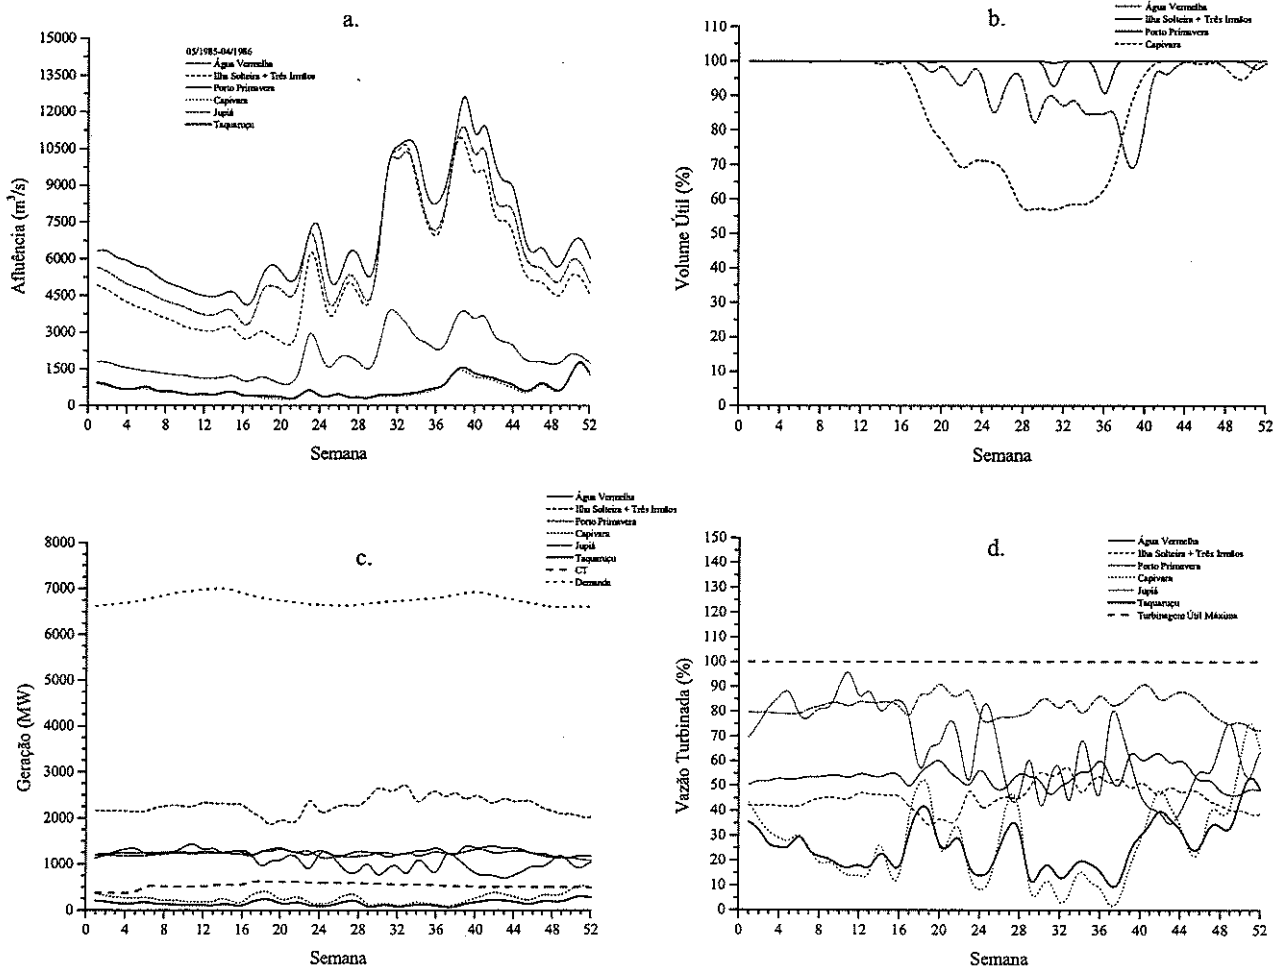 a.
15000
13500
12000
10500
9000
7500
6000
4500
3000
1500
0
Afluência (m³/s)
05/1985-04/1986
Água Vermelha
Ilha Solteira + Três Irmãos
Porto Primavera
Capivara
Jupiá
Taquaruçu
0 4 8 12 16 20 24 28 32 36 40 44 48 52
Semana
b.
Água Vermelha
Ilha Solteira + Três Irmãos
Porto Primavera
Capivara
110
100
90
80
70
60
50
40
30
20
10
0
Volume Útil (%)
0 4 8 12 16 20 24 28 32 36 40 44 48 52
Semana
c.
Água Vermelha
Ilha Solteira + Três Irmãos
Porto Primavera
Capivara
Jupiá
Taquaruçu
CT
Demanda
8000
7000
6000
5000
4000
3000
2000
1000
0
Geração (MW)
0 4 8 12 16 20 24 28 32 36 40 44 48 52
Semana
d.
Água Vermelha
Ilha Solteira + Três Irmãos
Porto Primavera
Capivara
Jupiá
Taquaruçu
Turbinagem Útil Máxima
150
140
130
120
110
100
90
80
70
60
50
40
30
20
10
0
Vazão Turbinada (%)
0 4 8 12 16 20 24 28 32 36 40 44 48 52
Semana